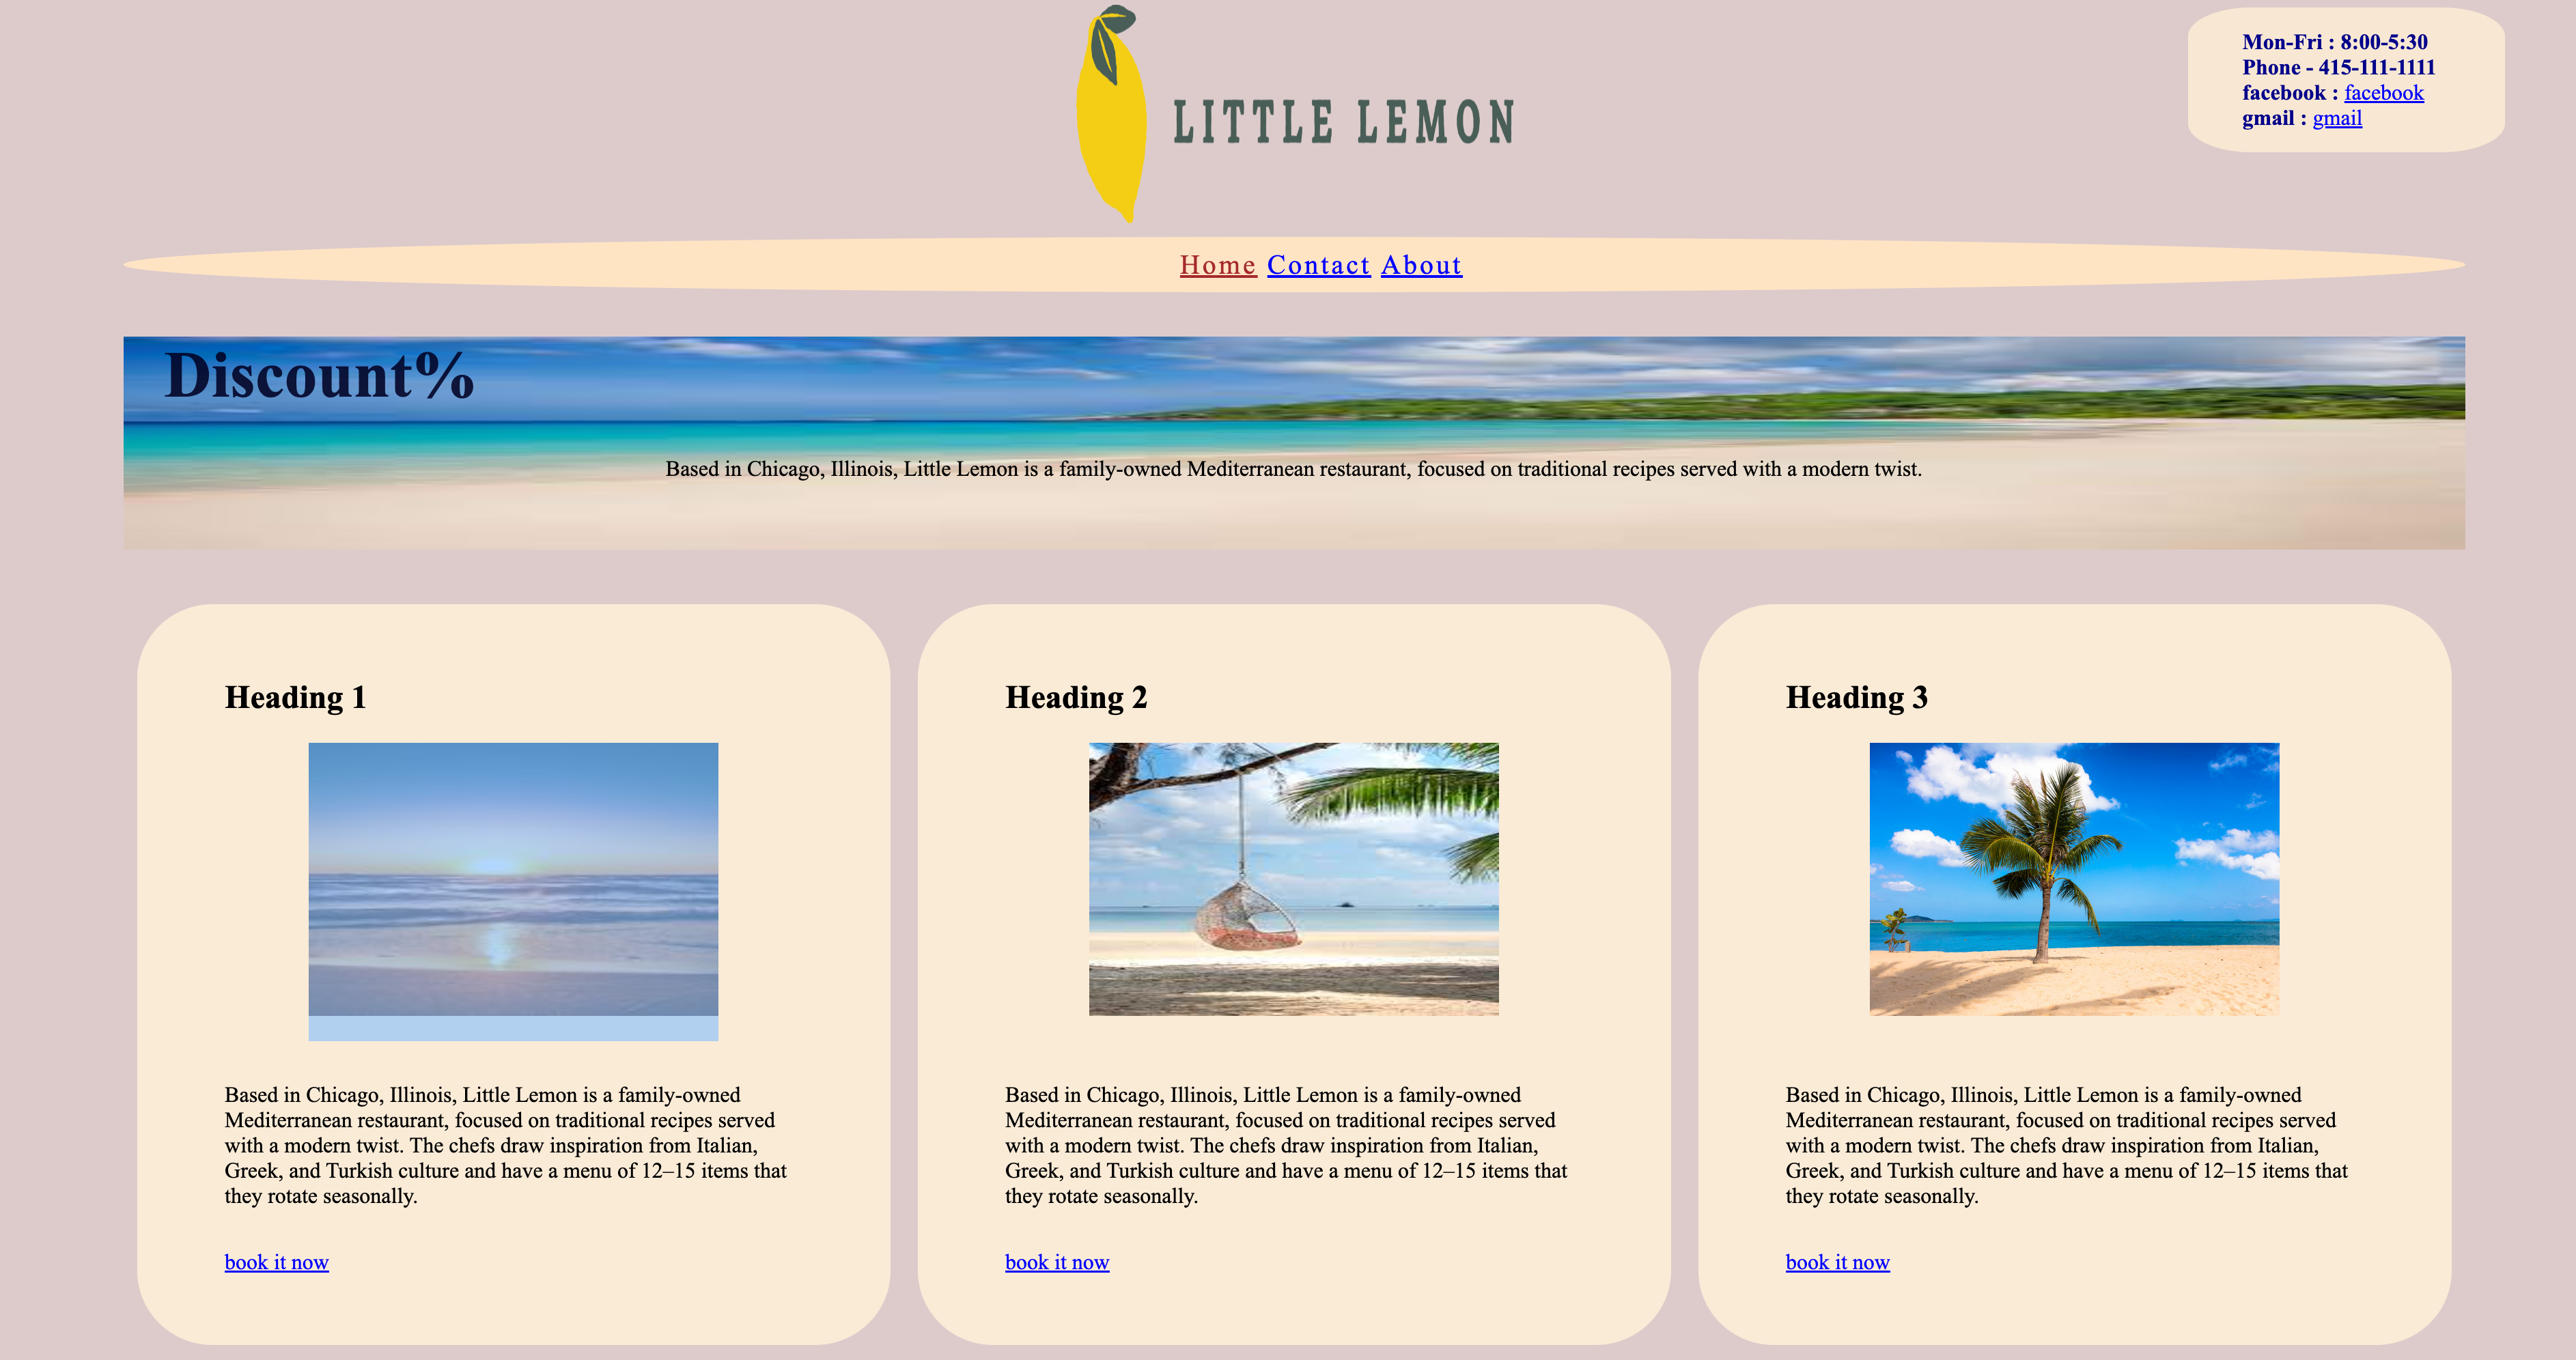 LITTLE LEMON
Mon-Fri : 8:00-5:30
Phone - 415-111-1111
facebook : facebook
gmail : gmail
Home Contact About
Discount%
Based in Chicago, Illinois, Little Lemon is a family-owned Mediterranean restaurant, focused on traditional recipes served with a modern twist.
Heading 1
Based in Chicago, Illinois, Little Lemon is a family-owned
Mediterranean restaurant, focused on traditional recipes served
with a modern twist. The chefs draw inspiration from Italian,
Greek, and Turkish culture and have a menu of 12–15 items that
they rotate seasonally.
book it now
Heading 2
Based in Chicago, Illinois, Little Lemon is a family-owned
Mediterranean restaurant, focused on traditional recipes served
with a modern twist. The chefs draw inspiration from Italian,
Greek, and Turkish culture and have a menu of 12–15 items that
they rotate seasonally.
book it now
Heading 3
Based in Chicago, Illinois, Little Lemon is a family-owned
Mediterranean restaurant, focused on traditional recipes served
with a modern twist. The chefs draw inspiration from Italian,
Greek, and Turkish culture and have a menu of 12–15 items that
they rotate seasonally.
book it now